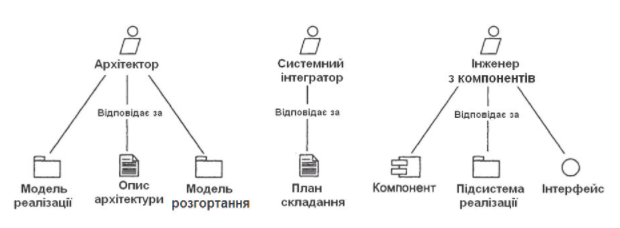 Архітектор
Системний
інтегратор
Інженер
з компонентів
Відповідає за
Відповідає за
Відповідає за
Модель
реалізації
Опис
архітектури
Модель
розгортання
План
складання
Компонент
Підсистема
реалізації
Інтерфейс